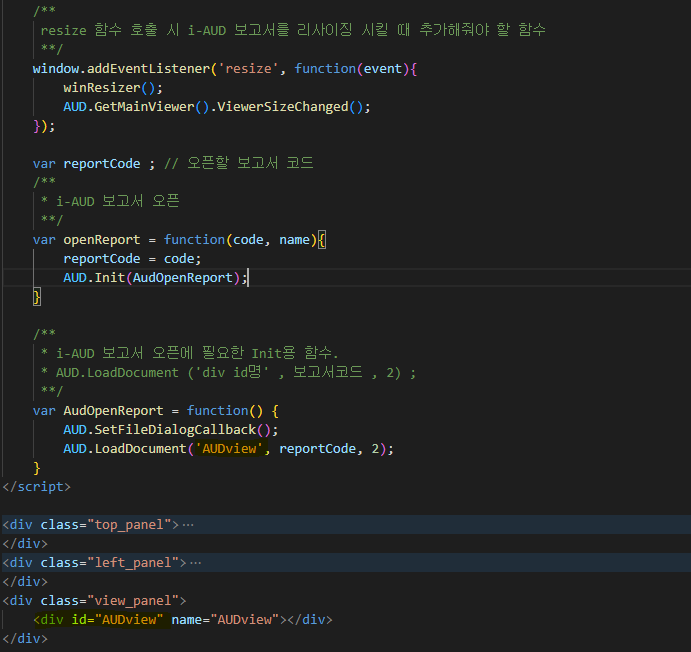 /**
resize 함수 호출 시 i-AUD 보고서를 리사이징 시킬 때 추가해줘야 할 함수
**/
window.addEventListener('resize', function(event){
winResizer();
AUD.GetMainViewer().ViewerSizeChanged();
});
var reportCode ; // 오픈할 보고서 코드
/**
* i-AUD 보고서 오픈
**/
var openReport = function(code, name){
reportCode = code;
AUD.Init(AudOpenReport);
}
/**
* i-AUD 보고서 오픈에 필요한 Init용 함수.
* AUD.LoadDocument ('div id명' , 보고서코드 , 2) ;
**/
var AudOpenReport = function() {
AUD.SetFileDialogCallback();
AUD.LoadDocument('AUDview', reportCode, 2);
}
</script>
<div class="top_panel">…
</div>
<div class="left_panel">…
</div>
<div class="view_panel">
<div id="AUDview" name="AUDview"></div>
</div>